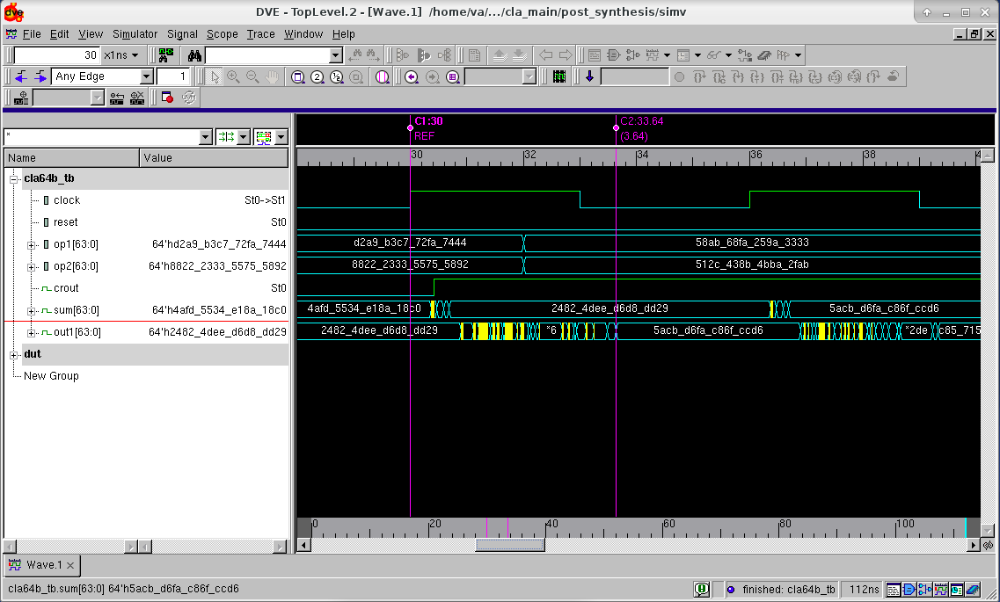 dve DVE - TopLevel.2 - [Wave.1] /home/va/.../cla_main/post_synthesis/simv
File Edit View Simulator Signal Scope Trace Window Help
30 x1ns
Any Edge 1
* C1:30 C2:33.64
REF (3.64)
Name Value 30 32 34 36 38
cla64b_tb
clock St0->St1
reset St0
op1[63:0] 64'hd2a9_b3c7_72fa_7444 d2a9_b3c7_72fa_7444 58ab_68fa_259a_3333
op2[63:0] 64'h8822_2333_5575_5892 8822_2333_5575_5892 512c_438b_4bba_2fab
crout St0
sum[63:0] 64'h4afd_5534_e18a_18c0 4afd_5534_e18a_18c0 2482_4dee_d6d8_dd29 5acb_d6fa_c86f_ccd6
out1[63:0] 64'h2482_4dee_d6d8_dd29 2482_4dee_d6d8_dd29 *6 5acb_d6fa_c86f_ccd6 *2de c85_715
dut
New Group
0 20 40 60 80 100
Wave.1
cla64b_tb.sum[63:0] 64'h5acb_d6fa_c86f_ccd6 finished: cla64b_tb 112ns